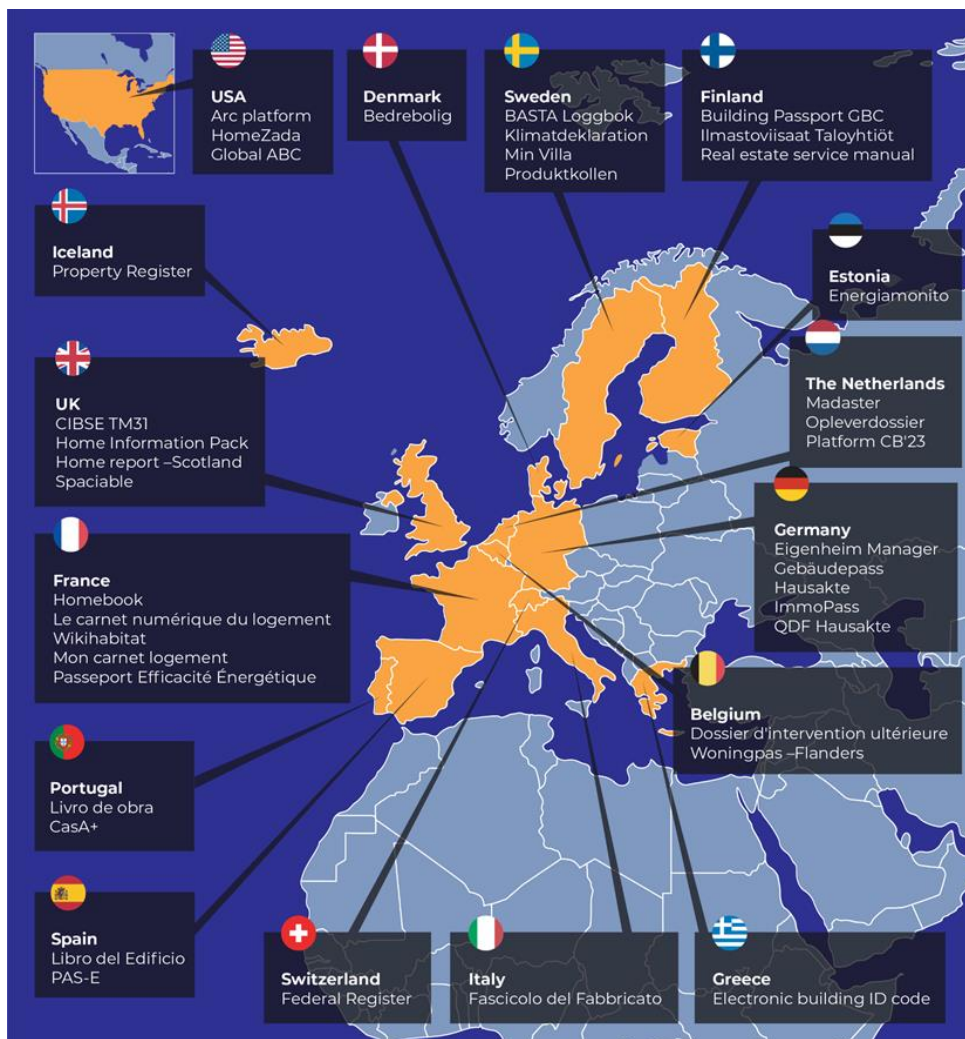 USA
Arc platform
HomeZada
Global ABC
Denmark
Bedrebolig
Sweden
BASTA Loggbok
Klimatdeklaration
Min Villa
Produktkollen
Finland
Building Passport GBC
Ilmastoviisaat Taloyhtiöt
Real estate service manual
Iceland
Property Register
Estonia
Energiamonito
UK
CIBSE TM31
Home Information Pack
Home report –Scotland
Spaciable
The Netherlands
Madaster
Opleverdossier
Platform CB'23
Germany
Eigenheim Manager
Gebäudepass
Hausakte
ImmoPass
QDF Hausakte
France
Homebook
Le carnet numérique du logement
Wikihabitat
Mon carnet logement
Passeport Efficacité Énergétique
Belgium
Dossier d'intervention ultérieure
Woningpas –Flanders
Portugal
Livro de obra
CasA+
Spain
Libro del Edificio
PAS-E
Switzerland
Federal Register
Italy
Fascicolo del Fabbricato
Greece
Electronic building ID code